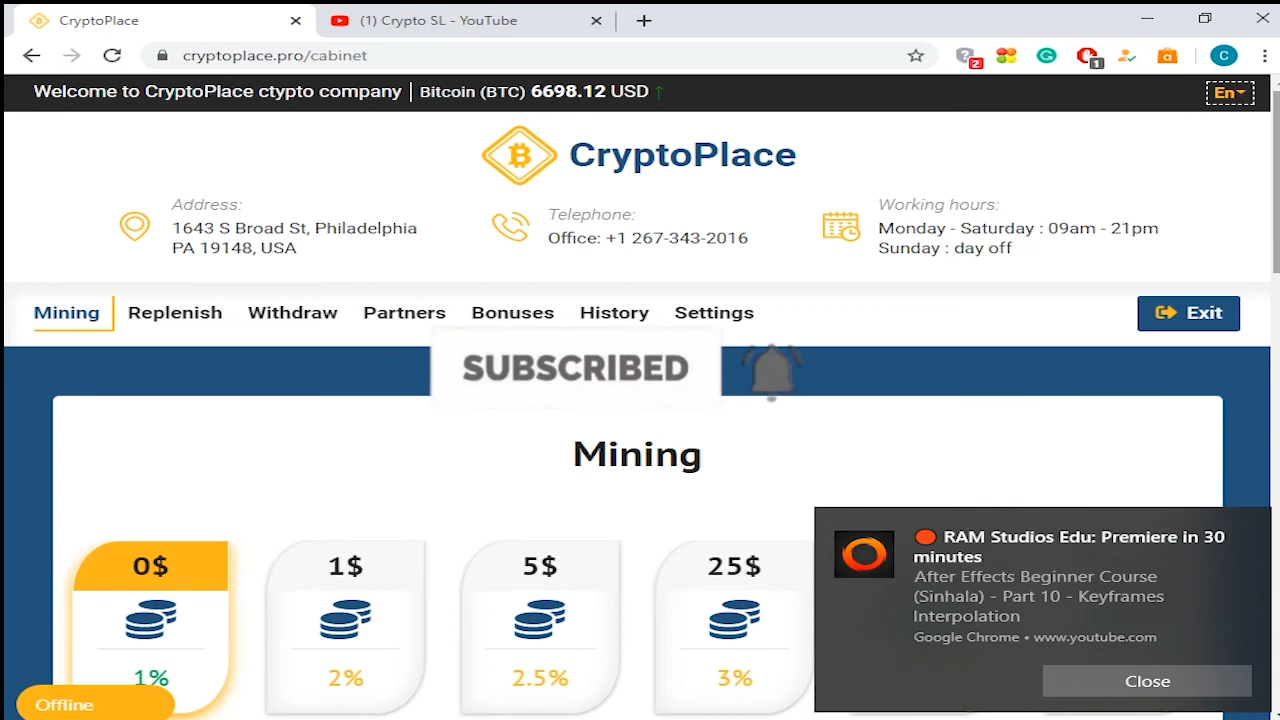 CryptoPlace
(1) Crypto SL - YouTube
cryptoplace.pro/cabinet
2
1
C
Welcome to CryptoPlace ctypto company
Bitcoin (BTC) 6698.12 USD ↑
En
CryptoPlace
Address:
1643 S Broad St, Philadelphia
PA 19148, USA
Telephone:
Office: +1 267-343-2016
Working hours:
Monday - Saturday : 09am - 21pm
Sunday : day off
Mining Replenish Withdraw Partners Bonuses History Settings
Exit
SUBSCRIBED
Mining
0$ 1$ 5$ 25$
1% 2% 2.5% 3%
RAM Studios Edu: Premiere in 30
minutes
After Effects Beginner Course
(Sinhala) - Part 10 - Keyframes
Interpolation
Google Chrome • www.youtube.com
Close
Offline